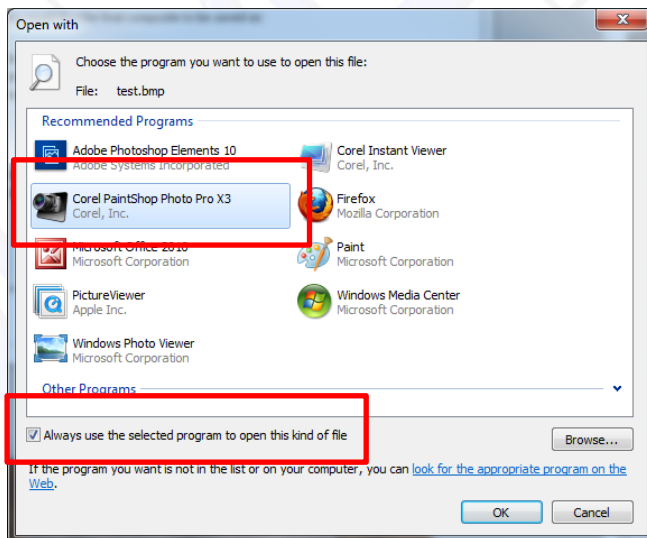 Open with
Choose the program you want to use to open this file:
File: test.bmp
Recommended Programs
Adobe Photoshop Elements 10
Adobe Systems Incorporated
Corel Instant Viewer
Corel, Inc.
Corel PaintShop Photo Pro X3
Corel, Inc.
Firefox
Mozilla Corporation
Microsoft Office 2010
Microsoft Corporation
Paint
Microsoft Corporation
PictureViewer
Apple Inc.
Windows Media Center
Microsoft Corporation
Windows Photo Viewer
Microsoft Corporation
Other Programs
Always use the selected program to open this kind of file
Browse...
If the program you want is not in the list or on your computer, you can look for the appropriate program on the
Web.
OK Cancel